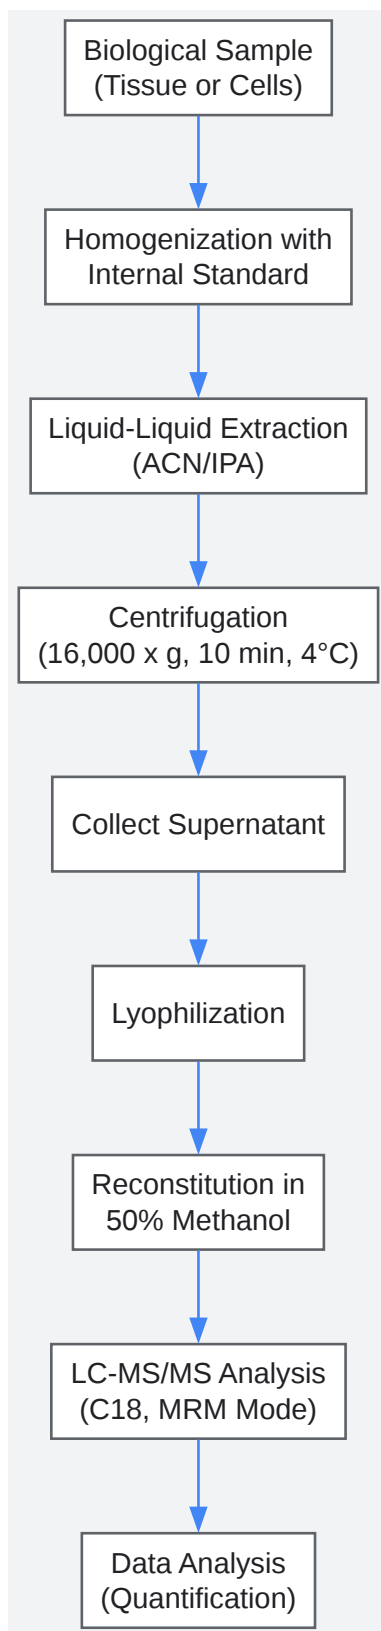 Biological Sample
(Tissue or Cells)
Homogenization with
Internal Standard
Liquid-Liquid Extraction
(ACN/IPA)
Centrifugation
(16,000 x g, 10 min, 4°C)
Collect Supernatant
Lyophilization
Reconstitution in
50% Methanol
LC-MS/MS Analysis
(C18, MRM Mode)
Data Analysis
(Quantification)